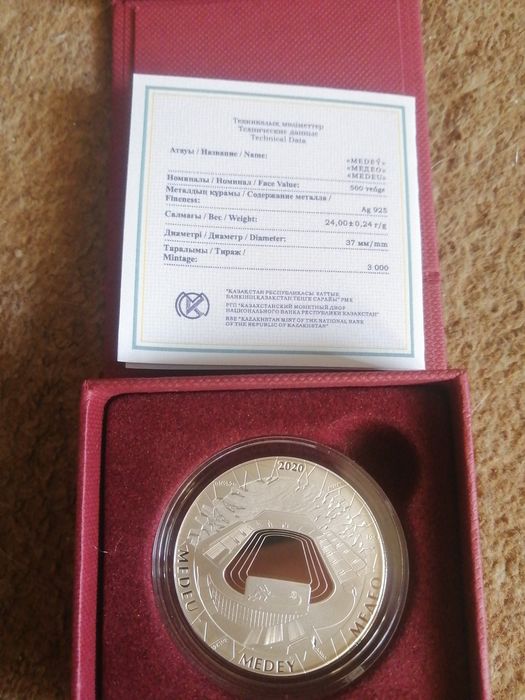 Техникалық мәліметтер
Технические данные
Technical Data
Атауы / Название / Name: «MEDEÝ»
«МЕДЕО»
«MEDEU»
Номиналы / Номинал / Face Value: 500 теңге
Металдың құрамы / Содержание металла /
Fineness: Ag 925
Салмағы / Вес / Weight: 24,00±0,24 г/g
Диаметрі / Диаметр / Diameter: 37 мм/mm
Таралымы / Тираж /
Mintage: 3 000
"ҚАЗАҚСТАН РЕСПУБЛИКАСЫ ҰЛТТЫҚ
БАНКІНІҢ ҚАЗАҚСТАН ТЕҢГЕ САРАЙЫ" РМК
РГП "КАЗАХСТАНСКИЙ МОНЕТНЫЙ ДВОР
НАЦИОНАЛЬНОГО БАНКА РЕСПУБЛИКИ КАЗАХСТАН"
RSE "KAZAKHSTAN MINT OF THE NATIONAL BANK
OF THE REPUBLIC OF KAZAKHSTAN"
2020
MEDEU
MEDEÝ
МЕДЕО